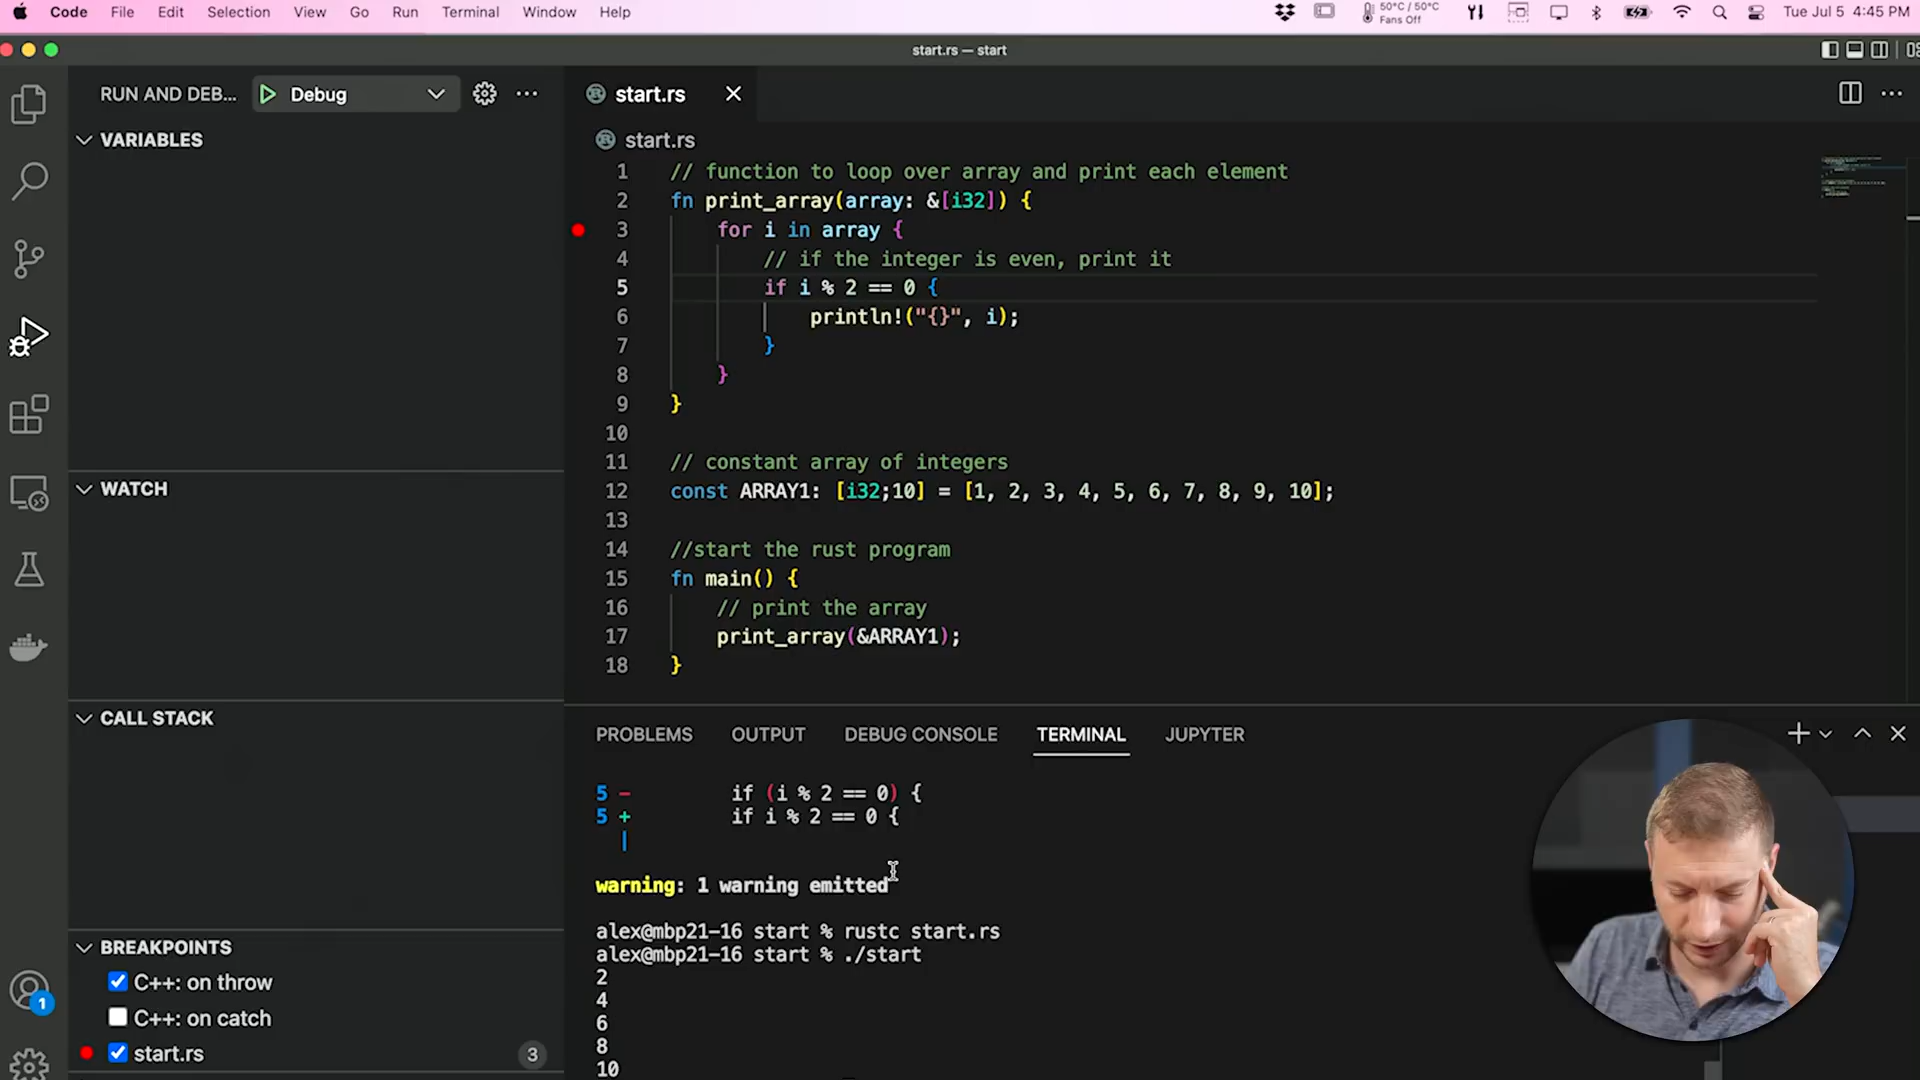 Code File Edit Selection View Go Run Terminal Window Help
50°C / 50°C
Fans Off
Tue Jul 5 4:45 PM
start.rs — start
RUN AND DEB...
Debug
VARIABLES
WATCH
CALL STACK
BREAKPOINTS
C++: on throw
C++: on catch
start.rs 3
1
start.rs
start.rs
1 // function to loop over array and print each element
2 fn print_array(array: &[i32]) {
3 for i in array {
4 // if the integer is even, print it
5 if i % 2 == 0 {
6 println!("{}", i);
7 }
8 }
9 }
10
11 // constant array of integers
12 const ARRAY1: [i32;10] = [1, 2, 3, 4, 5, 6, 7, 8, 9, 10];
13
14 //start the rust program
15 fn main() {
16 // print the array
17 print_array(&ARRAY1);
18 }
PROBLEMS OUTPUT DEBUG CONSOLE TERMINAL JUPYTER
5 - if (i % 2 == 0) {
5 + if i % 2 == 0 {
|
warning: 1 warning emitted
alex@mbp21-16 start % rustc start.rs
alex@mbp21-16 start % ./start
2
4
6
8
10